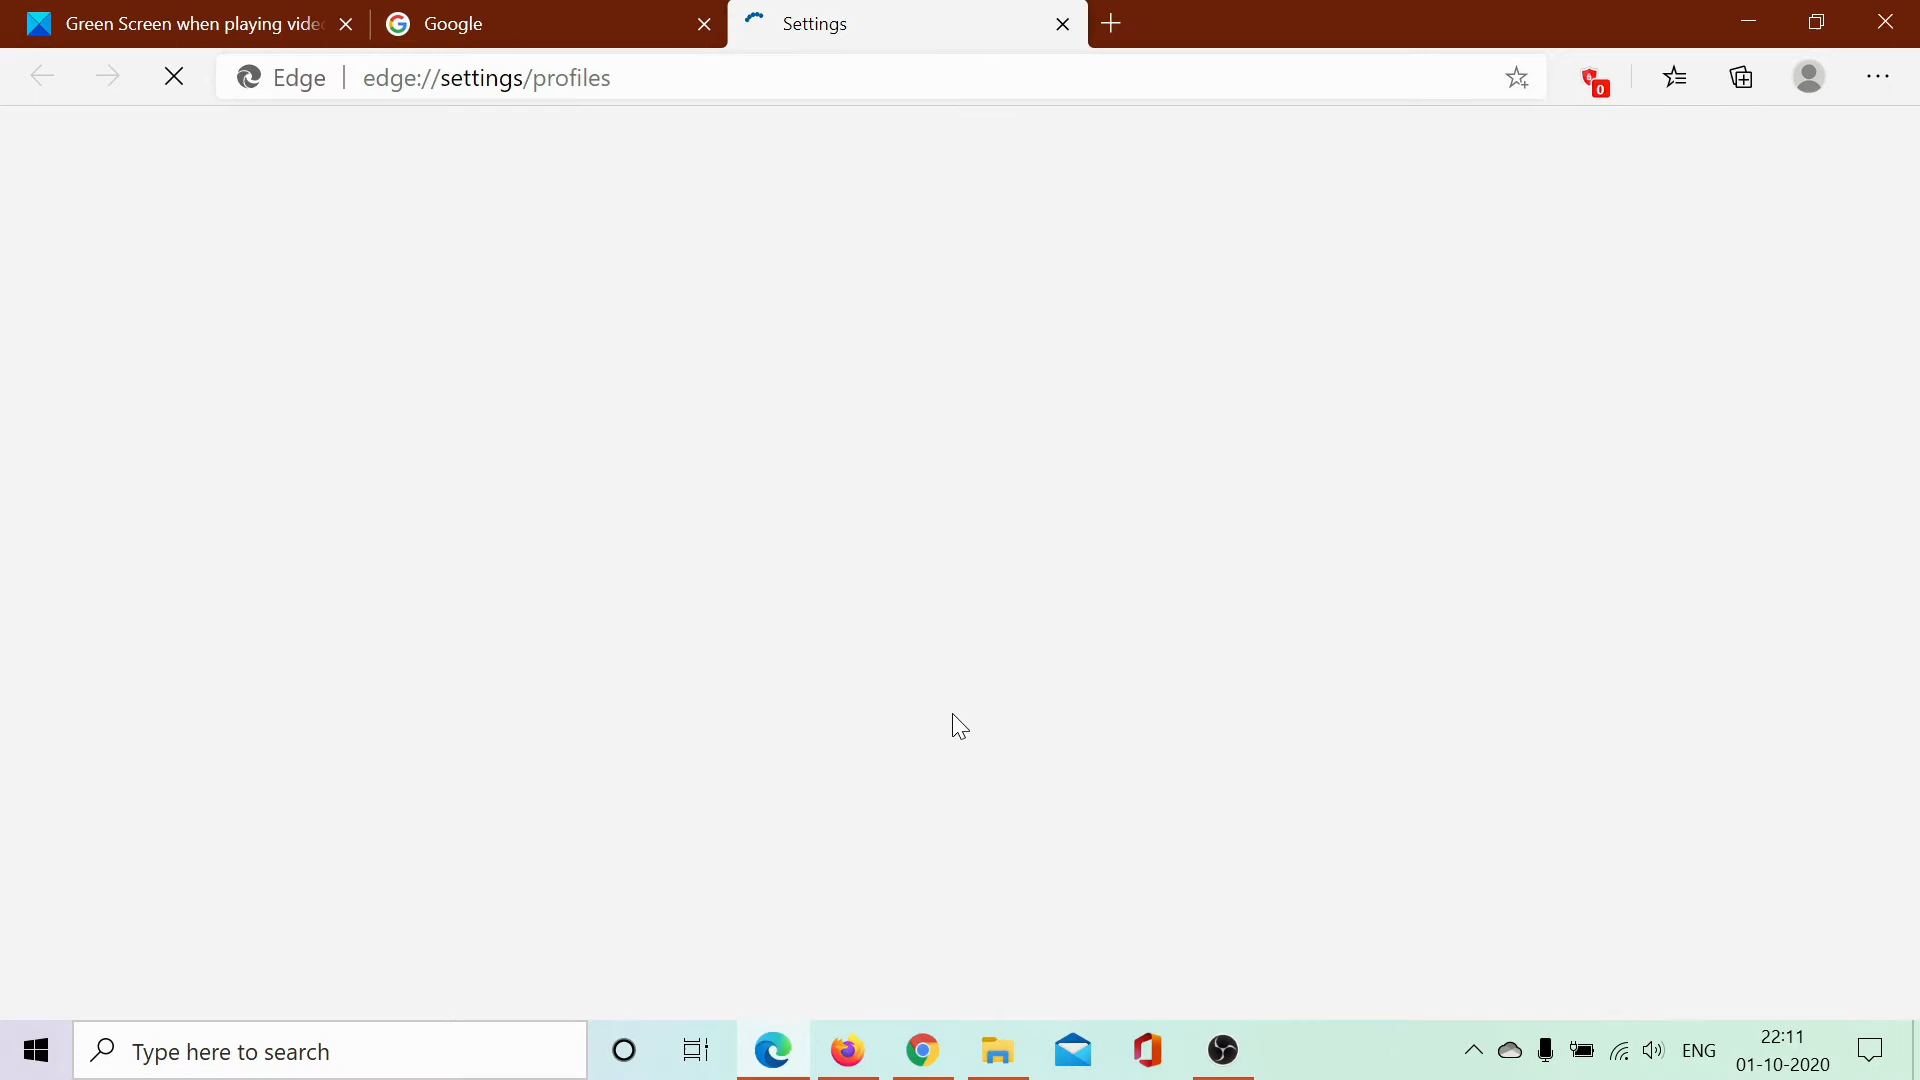 Green Screen when playing vide
Google
Settings
Edge
edge://settings/profiles
0
Type here to search
ENG
22:11
01-10-2020